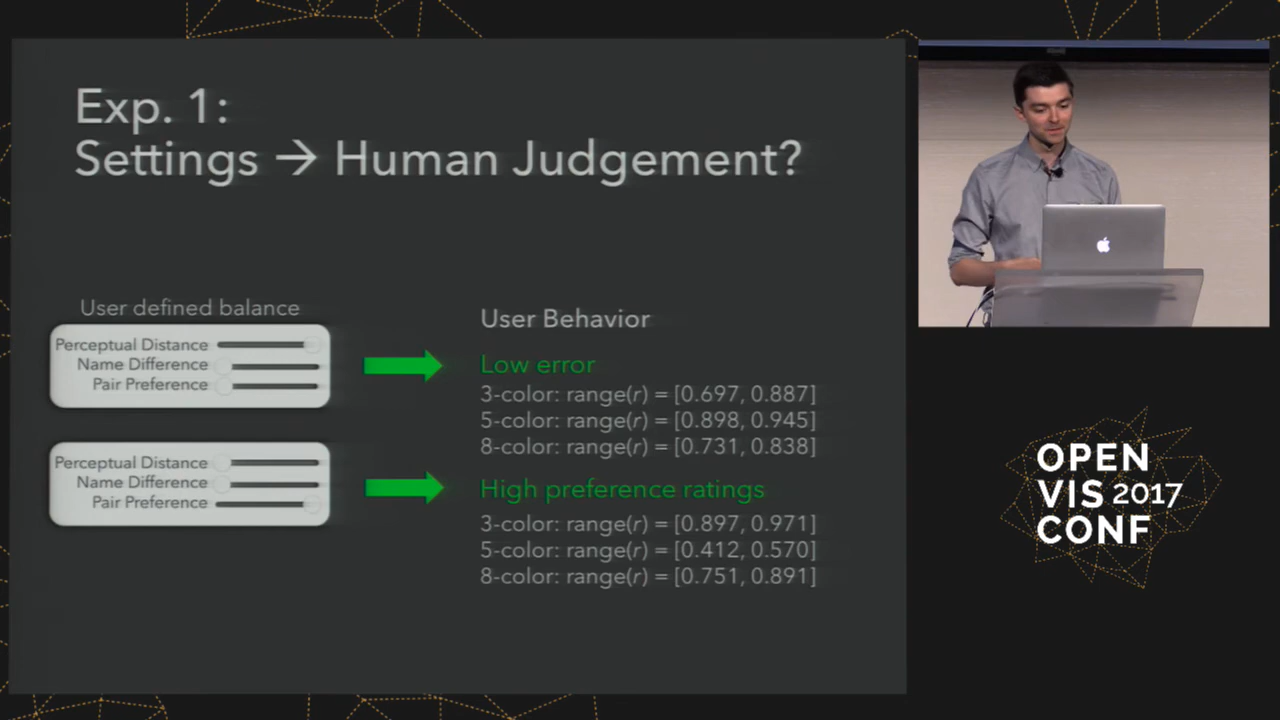 Exp. 1:
Settings → Human Judgement?
User defined balance
Perceptual Distance
Name Difference
Pair Preference
Perceptual Distance
Name Difference
Pair Preference
User Behavior
Low error
3-color: range(r) = [0.697, 0.887]
5-color: range(r) = [0.898, 0.945]
8-color: range(r) = [0.731, 0.838]
High preference ratings
3-color: range(r) = [0.897, 0.971]
5-color: range(r) = [0.412, 0.570]
8-color: range(r) = [0.751, 0.891]
OPEN
VIS 2017
CONF